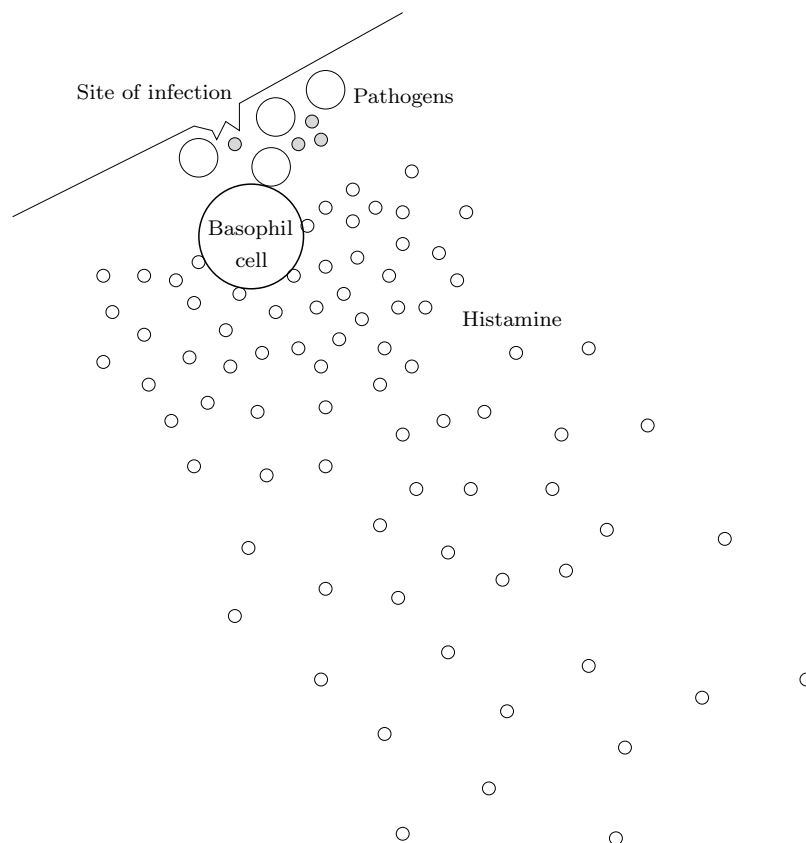 Site of infection
Pathogens
Basophil
cell
Histamine